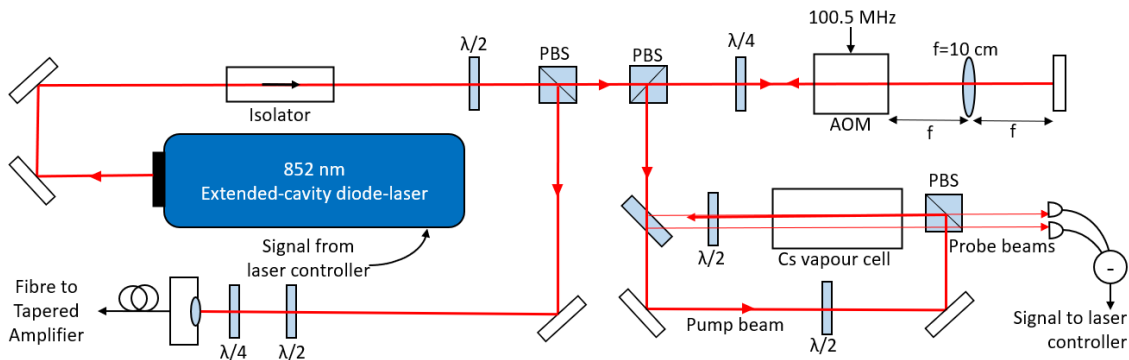 100.5 MHz
λ/2
PBS
PBS
λ/4
f=10 cm
Isolator
AOM
f
f
852 nm
Extended-cavity diode-laser
PBS
Signal from
laser controller
λ/2
Cs vapour cell
Probe beams
-
Fibre to
Tapered
Amplifier
λ/4
λ/2
Pump beam
λ/2
Signal to laser
controller